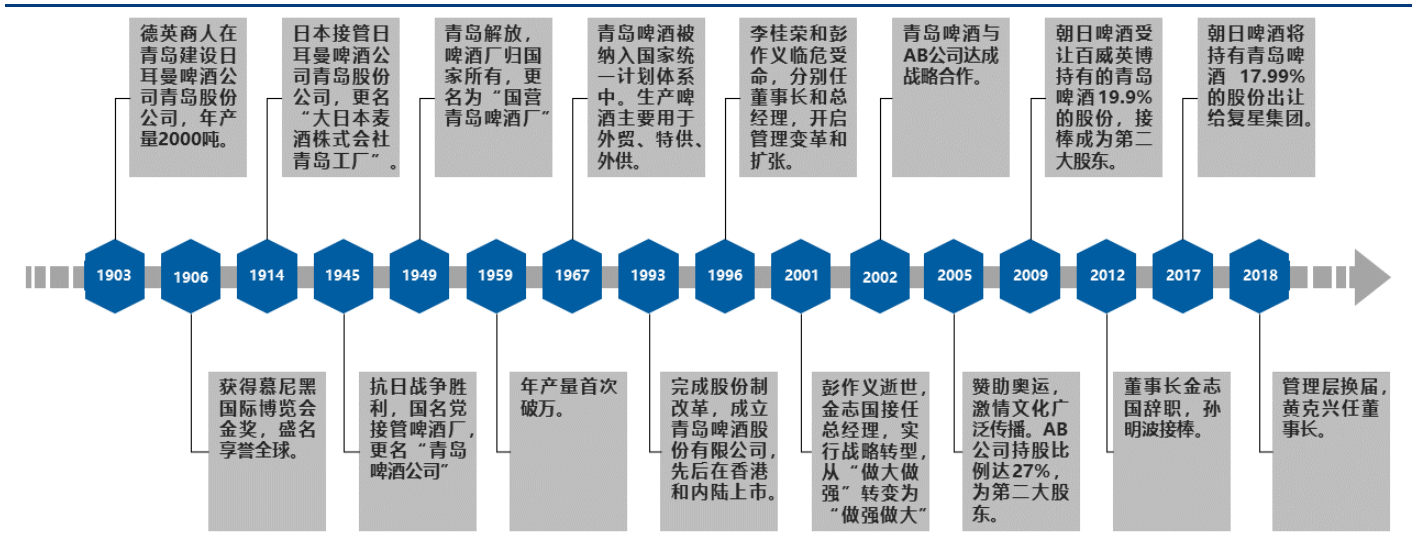 德英商人在
青岛建设日
耳曼啤酒公
司青岛股份
公司，年产
量2000吨。
日本接管日
耳曼啤酒公
司青岛股份
公司，更名
“大日本麦
酒株式会社
青岛工厂”。
青岛解放，
啤酒厂归国
家所有，更
名为“国营
青岛啤酒厂”
青岛啤酒被
纳入国家统
一计划体系
中。生产啤
酒主要用于
外贸、特供、
外供。
李桂荣和彭
作义临危受
命，分别任
董事长和总
经理，开启
管理变革和
扩张。
青岛啤酒与
AB公司达成
战略合作。
朝日啤酒受
让百威英博
持有的青岛
啤酒19.9%
的股份，接
棒成为第二
大股东。
朝日啤酒将
持有青岛啤
酒 17.99%
的股份出让
给复星集团。
1903
1906
1914
1945
1949
1959
1967
1993
1996
2001
2002
2005
2009
2012
2017
2018
获得慕尼黑
国际博览会
金奖，盛名
享誉全球。
抗日战争胜
利，国名党
接管啤酒厂，
更名“青岛
啤酒公司”
年产量首次
破万。
完成股份制
改革，成立
青岛啤酒股
份有限公司，
先后在香港
和内陆上市。
彭作义逝世，
金志国接任
总经理，实
行战略转型，
从“做大做
强”转变为
“做强做大”
赞助奥运，
激情文化广
泛传播。AB
公司持股比
例达27%，
为第二大股
东。
董事长金志
国辞职，孙
明波接棒。
管理层换届，
黄克兴任董
事长。